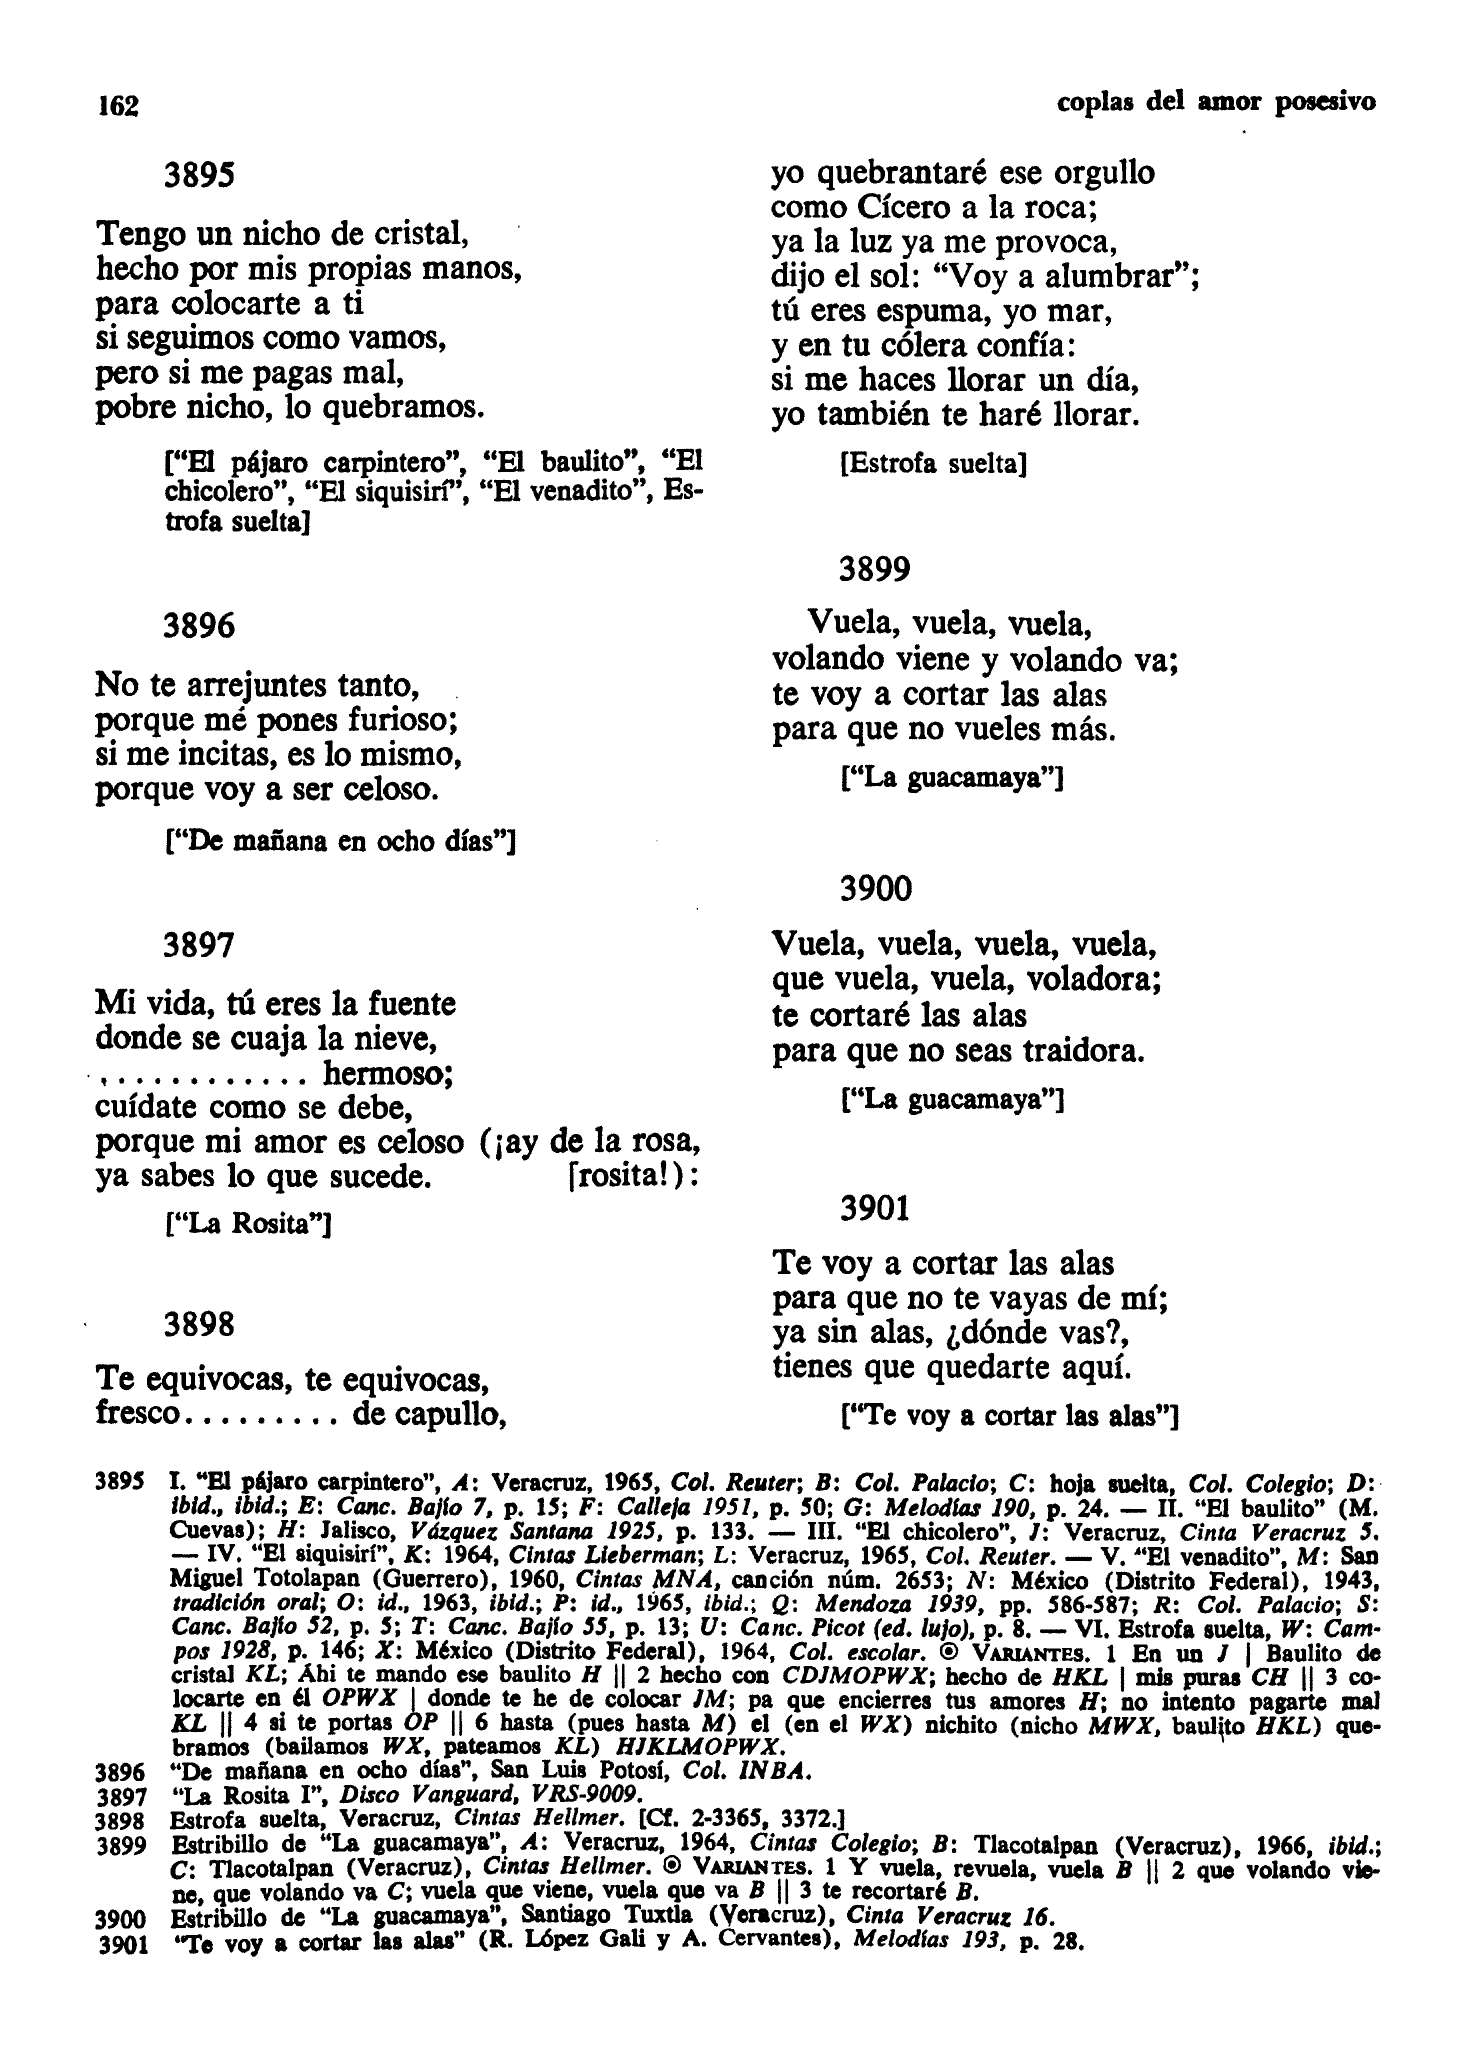 162
coplas del amor posesivo
3895
Tengo un nicho de cristal,
hecho por mis propias manos,
para colocarte a ti
si seguimos como vamos,
pero si me pagas mal,
pobre nicho, lo quebramos.
[“El pájaro carpintero”, “El baulito”, “El
chicolero”, “El siquisirí”, “El venadito”, Es-
trofa suelta]
3896
No te arrejuntes tanto,
porque mé pones furioso;
si me incitas, es lo mismo,
porque voy a ser celoso.
[“De mañana en ocho días”]
3897
Mi vida, tú eres la fuente
donde se cuaja la nieve,
. . . . . . . . . . . . hermoso;
cuídate como se debe,
porque mi amor es celoso (¡ay de la rosa,
ya sabes lo que sucede. [rosita!):
[“La Rosita”]
3898
Te equivocas, te equivocas,
fresco. . . . . . . . . de capullo,
yo quebrantaré ese orgullo
como Cícero a la roca;
ya la luz ya me provoca,
dijo el sol: “Voy a alumbrar”;
tú eres espuma, yo mar,
y en tu cólera confía:
si me haces llorar un día,
yo también te haré llorar.
[Estrofa suelta]
3899
Vuela, vuela, vuela,
volando viene y volando va;
te voy a cortar las alas
para que no vueles más.
[“La guacamaya”]
3900
Vuela, vuela, vuela, vuela,
que vuela, vuela, voladora;
te cortaré las alas
para que no seas traidora.
[“La guacamaya”]
3901
Te voy a cortar las alas
para que no te vayas de mí;
ya sin alas, ¿dónde vas?,
tienes que quedarte aquí.
[“Te voy a cortar las alas”]
3895 I. “El pájaro carpintero”, A: Veracruz, 1965, Col. Reuter; B: Col. Palacio; C: hoja suelta, Col. Colegio; D:
ibid., ibid.; E: Canc. Bajío 7, p. 15; F: Calleja 1951, p. 50; G: Melodías 190, p. 24. — II. “El baulito” (M.
Cuevas); H: Jalisco, Vázquez Santana 1925, p. 133. — III. “El chicolero”, J: Veracruz, Cinta Veracruz 5.
— IV. “El siquisirí”, K: 1964, Cintas Lieberman; L: Veracruz, 1965, Col. Reuter. — V. “El venadito”, M: San
Miguel Totolapan (Guerrero), 1960, Cintas MNA, canción núm. 2653; N: México (Distrito Federal), 1943,
tradición oral; O: id., 1963, ibid.; P: id., 1965, ibid.; Q: Mendoza 1939, pp. 586-587; R: Col. Palacio; S:
Canc. Bajío 52, p. 5; T: Canc. Bajío 55, p. 13; U: Canc. Picot (ed. lujo), p. 8. — VI. Estrofa suelta, W: Cam-
pos 1928, p. 146; X: México (Distrito Federal), 1964, Col. escolar. ® VARIANTES. 1 En un J | Baulito de
cristal KL; Áhi te mando ese baulito H || 2 hecho con CDJMOPWX; hecho de HKL | mis puras CH || 3 co-
locarte en él OPWX | donde te he de colocar JM; pa que encierres tus amores H; no intento pagarte mal
KL || 4 si te portas OP || 6 hasta (pues hasta M) el (en el WX) nichito (nicho MWX, baulito HKL) que-
bramos (bailamos WX, pateamos KL) HJKLMOPWX.
3896 “De mañana en ocho días”, San Luis Potosí, Col. INBA.
3897 “La Rosita I”, Disco Vanguard, VRS-9009.
3898 Estrofa suelta, Veracruz, Cintas Hellmer. [Cf. 2-3365, 3372.]
3899 Estribillo de “La guacamaya”, A: Veracruz, 1964, Cintas Colegio; B: Tlacotalpan (Veracruz), 1966, ibid.;
C: Tlacotalpan (Veracruz), Cintas Hellmer. ® VARIANTES. 1 Y vuela, revuela, vuela B || 2 que volando vie-
ne, que volando va C; vuela que viene, vuela que va B || 3 te recortaré B.
3900 Estribillo de “La guacamaya”, Santiago Tuxtla (Veracruz), Cinta Veracruz 16.
3901 “Te voy a cortar las alas” (R. López Gali y A. Cervantes), Melodías 193, p. 28.